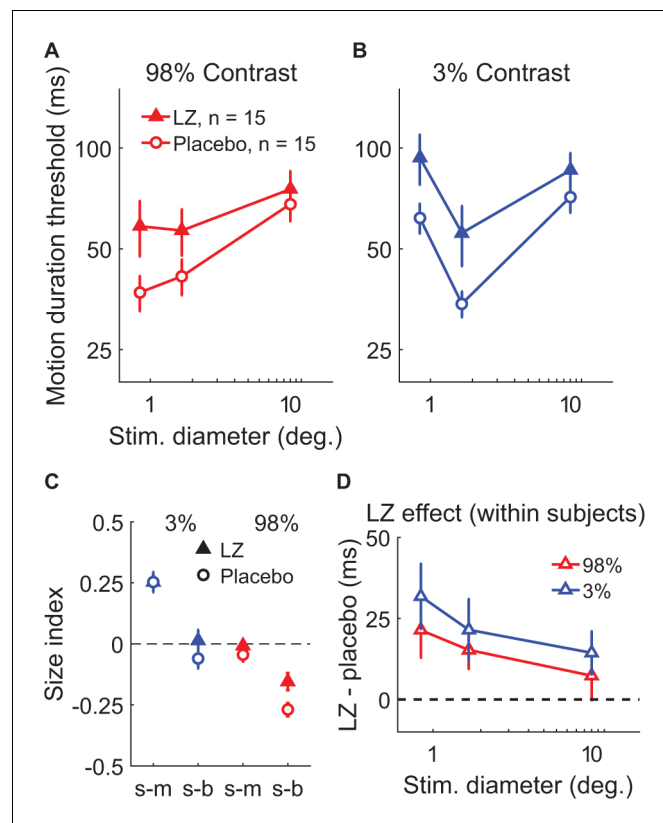 A
98% Contrast
B
3% Contrast
Motion duration threshold (ms)
100
50
25
LZ, n = 15
Placebo, n = 15
1
10
Stim. diameter (deg.)
100
50
25
1
10
C
3%
98%
LZ
Placebo
Size index
0.5
0.25
0
-0.25
-0.5
s-m
s-b
s-m
s-b
D
LZ effect (within subjects)
LZ - placebo (ms)
50
25
0
98%
3%
1
10
Stim. diameter (deg.)